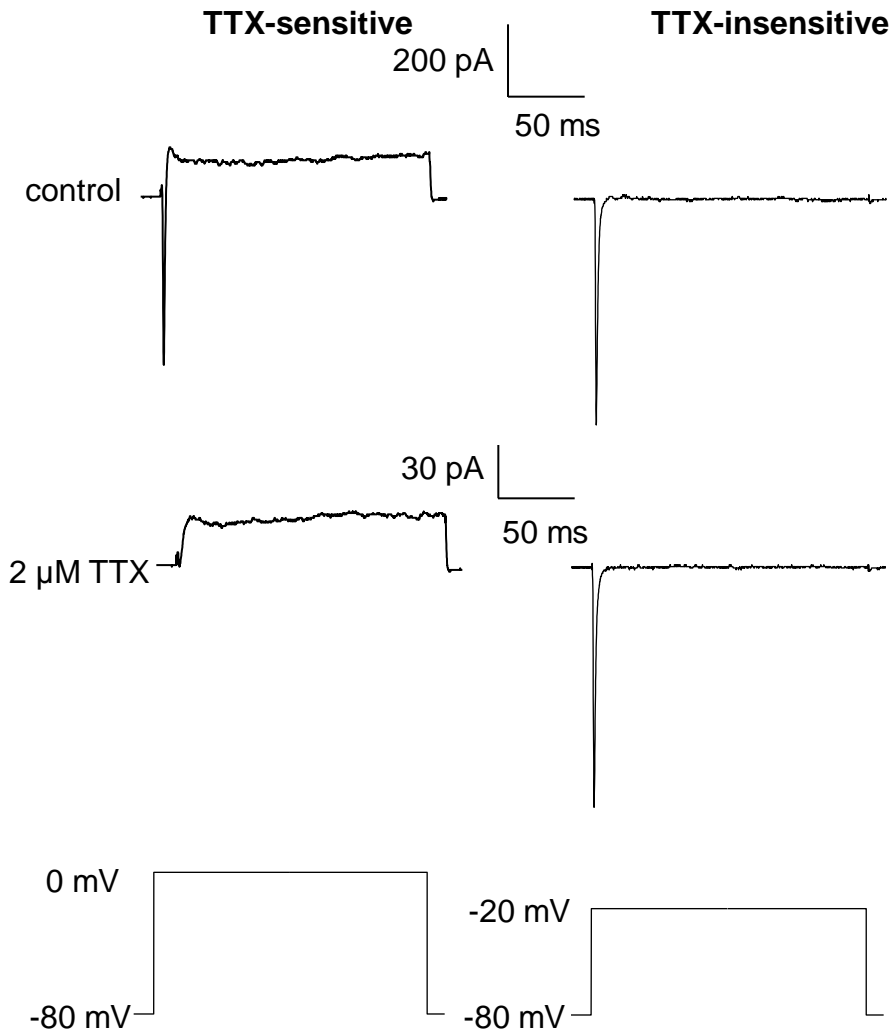 TTX-sensitive
TTX-insensitive
200 pA
50 ms
control
30 pA
50 ms
2 µM TTX
0 mV
-20 mV
-80 mV
-80 mV